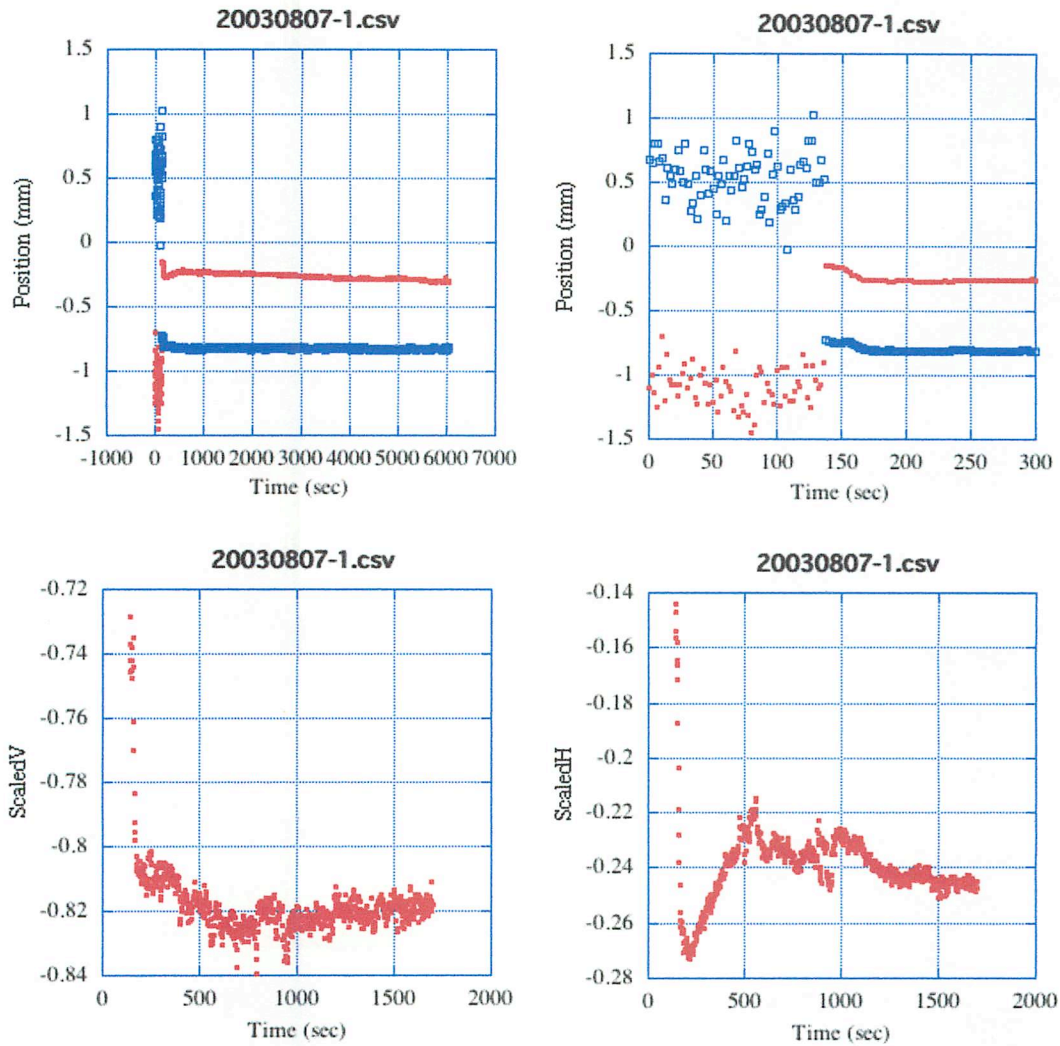 20030807-1.csv
1.5
1
0.5
0
-0.5
-1
-1.5
Position (mm)
-1000 0 1000 2000 3000 4000 5000 6000 7000
Time (sec)
20030807-1.csv
1.5
1
0.5
0
-0.5
-1
-1.5
Position (mm)
0 50 100 150 200 250 300
Time (sec)
20030807-1.csv
-0.72
-0.74
-0.76
-0.78
-0.8
-0.82
-0.84
ScaledV
0 500 1000 1500 2000
Time (sec)
20030807-1.csv
-0.14
-0.16
-0.18
-0.2
-0.22
-0.24
-0.26
-0.28
ScaledH
0 500 1000 1500 2000
Time (sec)